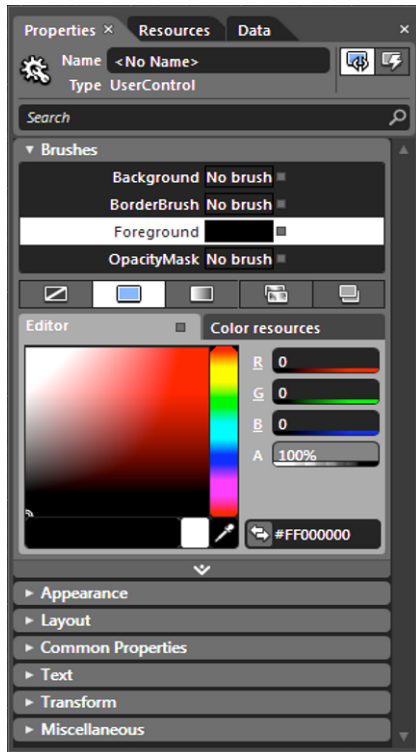 Properties × Resources Data ×
Name <No Name>
Type UserControl
Search
Brushes
Background No brush
BorderBrush No brush
Foreground
OpacityMask No brush
Editor Color resources
R 0
G 0
B 0
A 100%
#FF000000
Appearance
Layout
Common Properties
Text
Transform
Miscellaneous